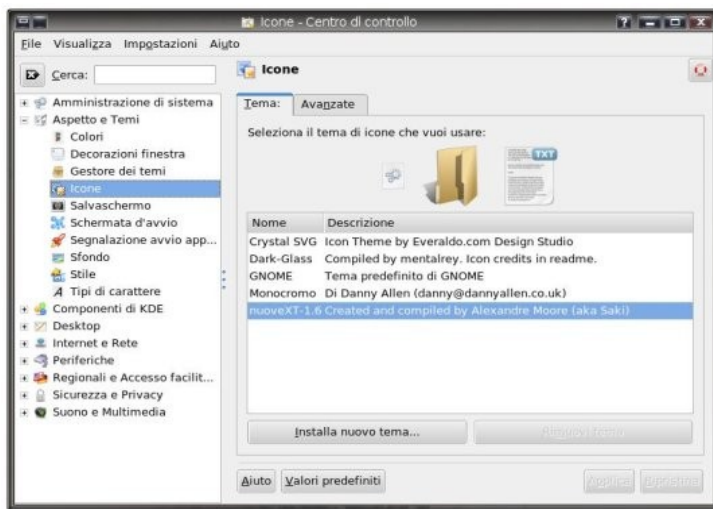 Icone - Centro di controllo
File Visualizza Impostazioni Aiuto
Cerca:
Amministrazione di sistema
Aspetto e Temi
Colori
Decorazioni finestra
Gestore dei temi
Icone
Salvaschermo
Schermata d'avvio
Segnalazione avvio app...
Sfondo
Stile
Tipi di carattere
Componenti di KDE
Desktop
Internet e Rete
Periferiche
Regionali e Accesso facilit...
Sicurezza e Privacy
Suono e Multimedia
Icone
Tema: Avanzate
Seleziona il tema di icone che vuoi usare:
TXT
Nome Descrizione
Crystal SVG Icon Theme by Everaldo.com Design Studio
Dark-Glass Compiled by mentalrey. Icon credits in readme.
GNOME Tema predefinito di GNOME
Monocromo Di Danny Allen (danny@dannyallen.co.uk)
nuoveXT-1.6 Created and compiled by Alexandre Moore (aka Saki)
Installa nuovo tema... Rimuovi tema
Aiuto Valori predefiniti Applica Ripristina